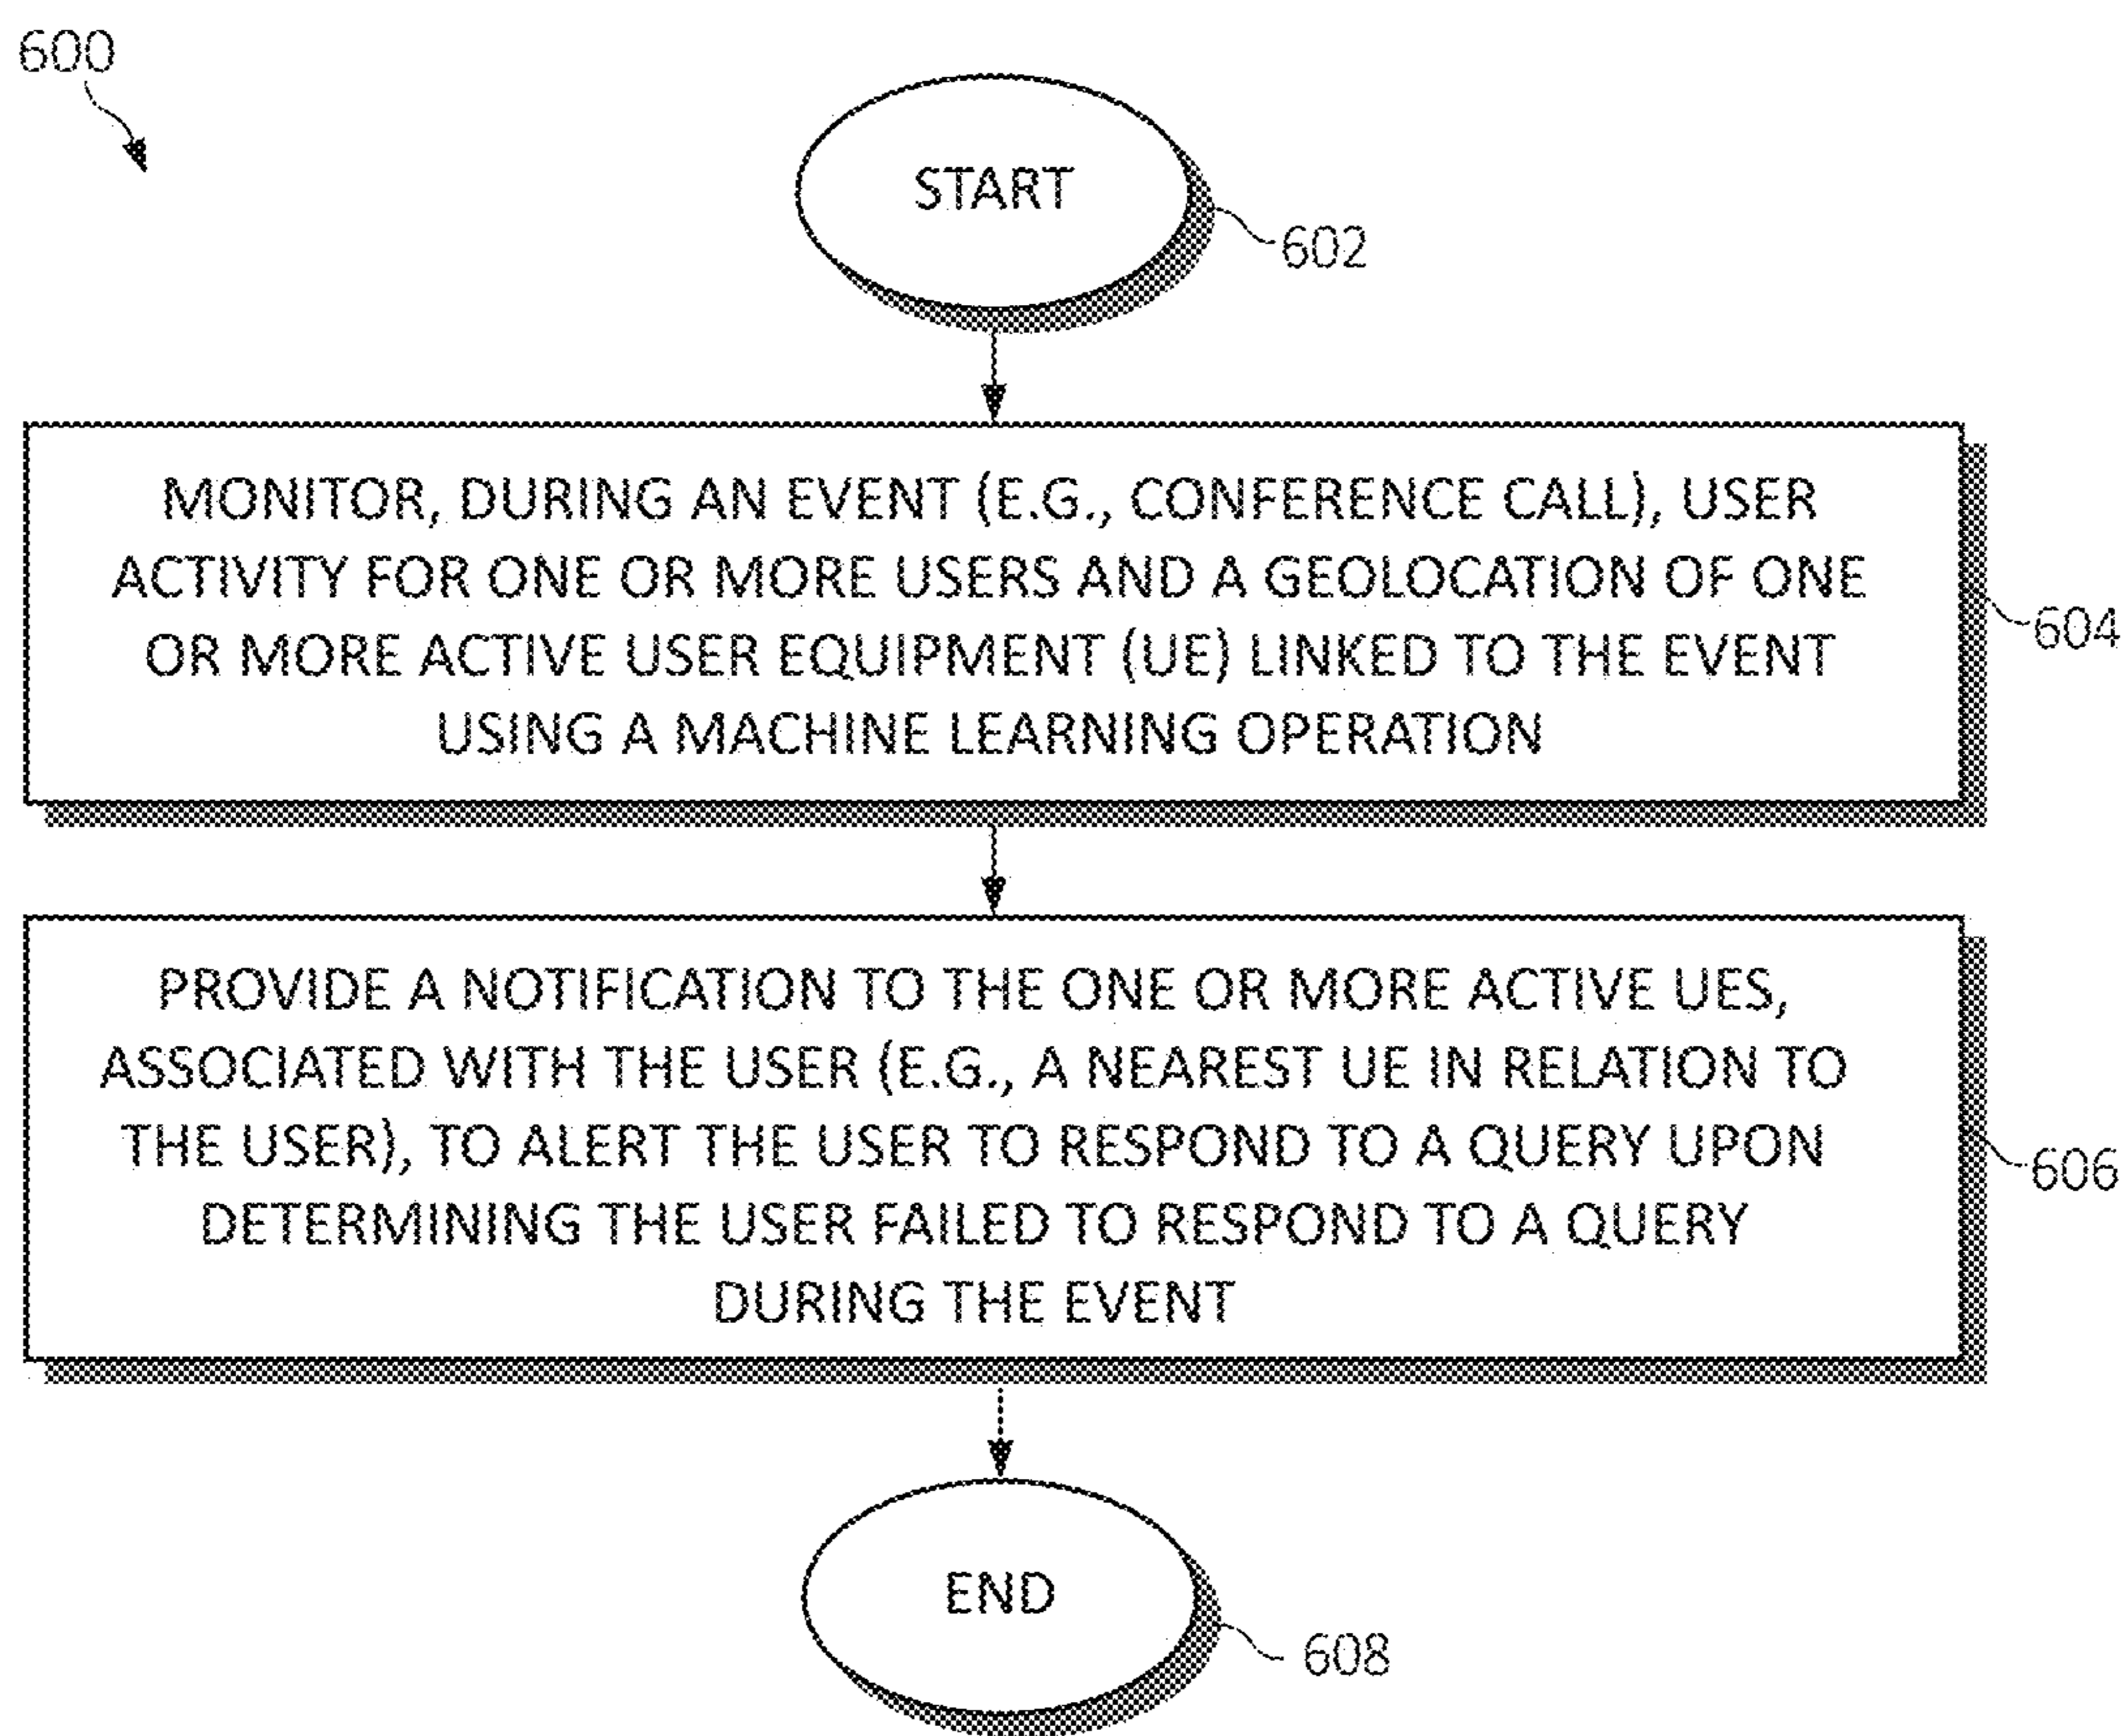 600
START
602
MONITOR, DURING AN EVENT (E.G., CONFERENCE CALL), USER
ACTIVITY FOR ONE OR MORE USERS AND A GEOLOCATION OF ONE
OR MORE ACTIVE USER EQUIPMENT (UE) LINKED TO THE EVENT
USING A MACHINE LEARNING OPERATION
604
PROVIDE A NOTIFICATION TO THE ONE OR MORE ACTIVE UES,
ASSOCIATED WITH THE USER (E.G., A NEAREST UE IN RELATION TO
THE USER), TO ALERT THE USER TO RESPOND TO A QUERY UPON
DETERMINING THE USER FAILED TO RESPOND TO A QUERY
DURING THE EVENT
606
END
608